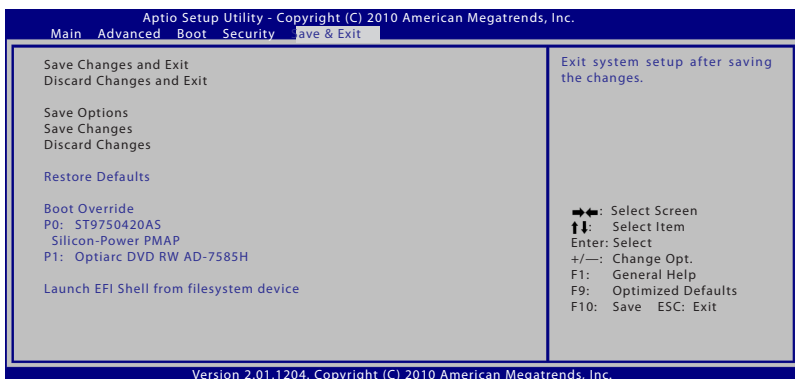 Aptio Setup Utility - Copyright (C) 2010 American Megatrends, Inc.
Main Advanced Boot Security Save & Exit
Save Changes and Exit
Discard Changes and Exit
Save Options
Save Changes
Discard Changes
Restore Defaults
Boot Override
P0: ST9750420AS
Silicon-Power PMAP
P1: Optiarc DVD RW AD-7585H
Launch EFI Shell from filesystem device
Exit system setup after saving
the changes.
→←: Select Screen
↑↓: Select Item
Enter: Select
+/—: Change Opt.
F1: General Help
F9: Optimized Defaults
F10: Save ESC: Exit
Version 2.01.1204. Copyright (C) 2010 American Megatrends, Inc.